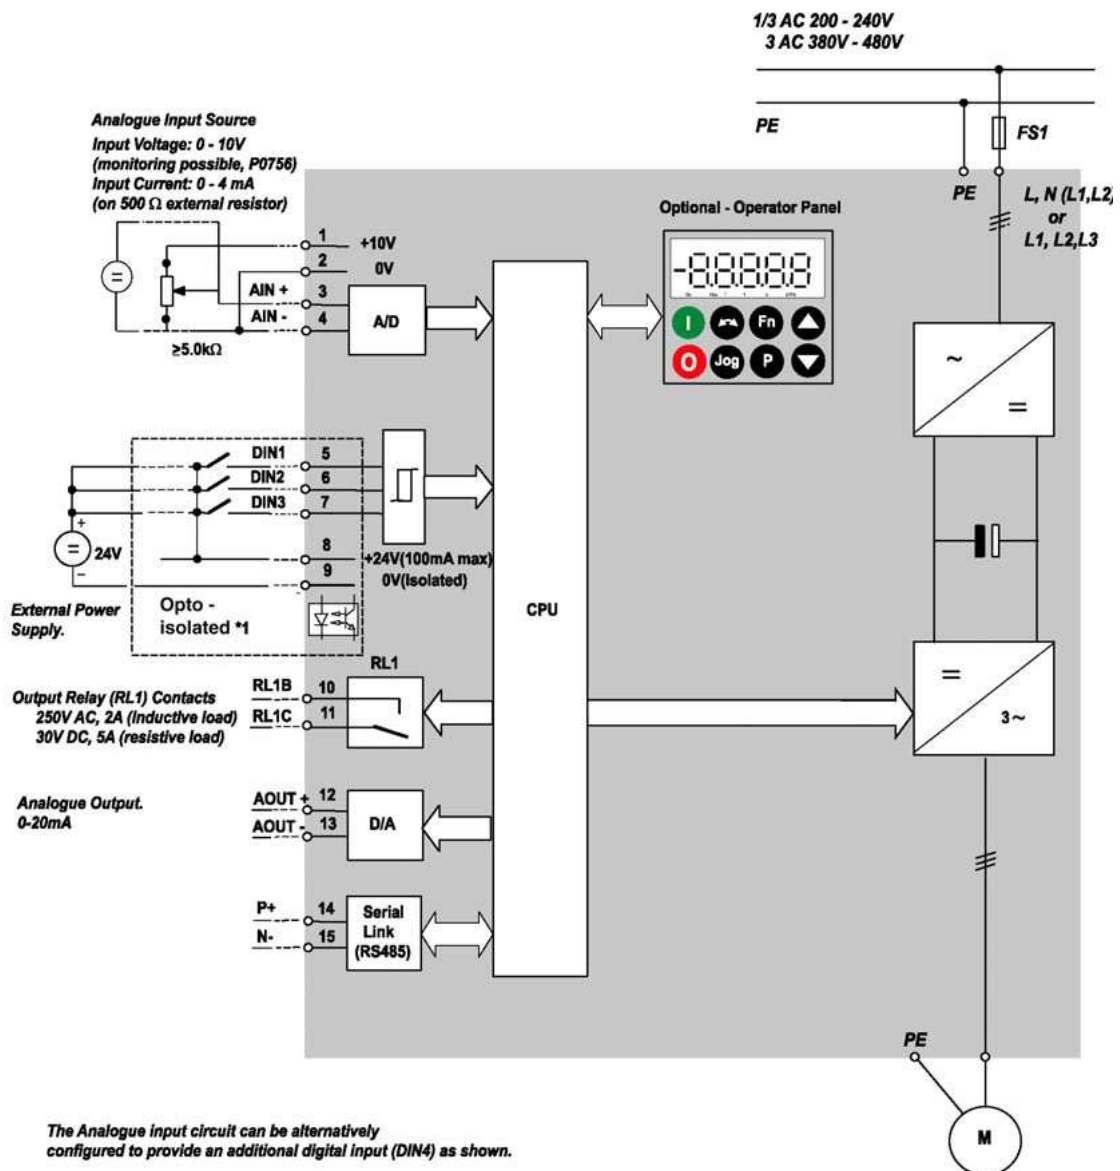 1/3 AC 200 - 240V
3 AC 380V - 480V
PE
FS1
Analogue Input Source
Input Voltage: 0 - 10V
(monitoring possible, P0756)
Input Current: 0 - 4 mA
(on 500 Ω external resistor)
PE
L, N (L1,L2)
or
L1, L2,L3
Optional - Operator Panel
-8.8.8.8.8
I
Fn
O
Jog
P
1
+10V
2
0V
AIN +
3
AIN -
4
A/D
≥5.0kΩ
~
=
DIN1
5
DIN2
6
DIN3
7
+
24V
-
8
+24V(100mA max)
9
0V(Isolated)
External Power
Supply.
Opto -
isolated *1
CPU
RL1
RL1B
10
RL1C
11
Output Relay (RL1) Contacts
250V AC, 2A (inductive load)
30V DC, 5A (resistive load)
=
3~
Analogue Output.
0-20mA
AOUT +
12
AOUT -
13
D/A
P+
14
N-
15
Serial
Link
(RS485)
PE
M
The Analogue input circuit can be alternatively
configured to provide an additional digital input (DIN4) as shown.